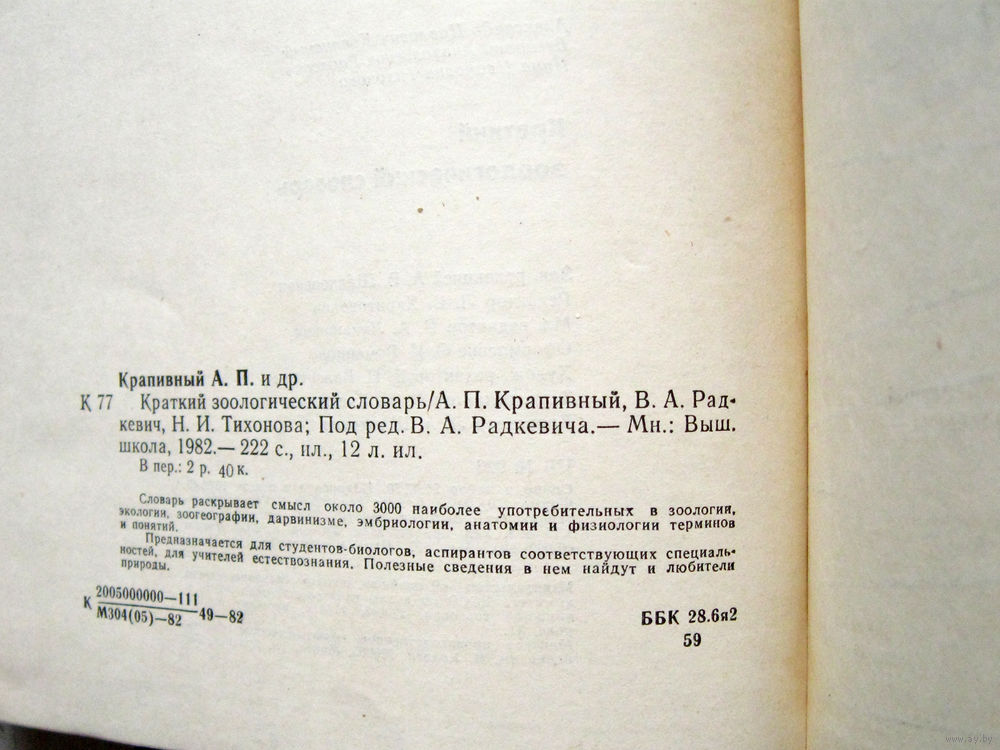 Крапивный А. П. и др.
К 77 Краткий зоологический словарь/А. П. Крапивный, В. А. Рад-
кевич, Н. И. Тихонова; Под ред. В. А. Радкевича.— Мн.: Выш.
школа, 1982.— 222 с., ил., 12 л. ил.
В пер.: 2 р. 40 к.
Словарь раскрывает смысл около 3000 наиболее употребительных в зоологии,
экологии, зоогеографии, дарвинизме, эмбриологии, анатомии и физиологии терминов
и понятий.
Предназначается для студентов-биологов, аспирантов соответствующих специаль-
ностей, для учителей естествознания. Полезные сведения в нем найдут и любители
природы.
К 2005000000—111
М304(05)—82 49—82
ББК 28.6я2
59
www.ay.by